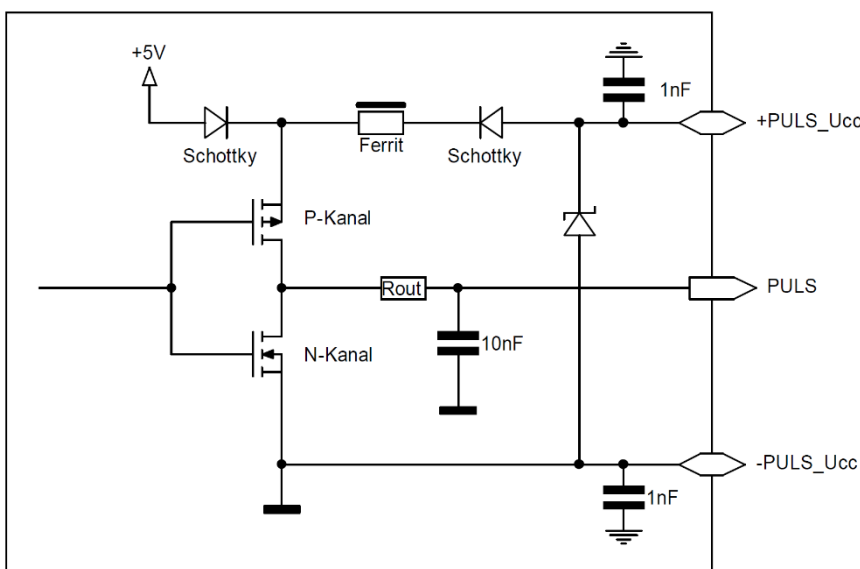 +5V
1nF
+PULS_Ucc
Schottky
Ferrit
Schottky
P-Kanal
Rout
PULS
N-Kanal
10nF
-PULS_Ucc
1nF